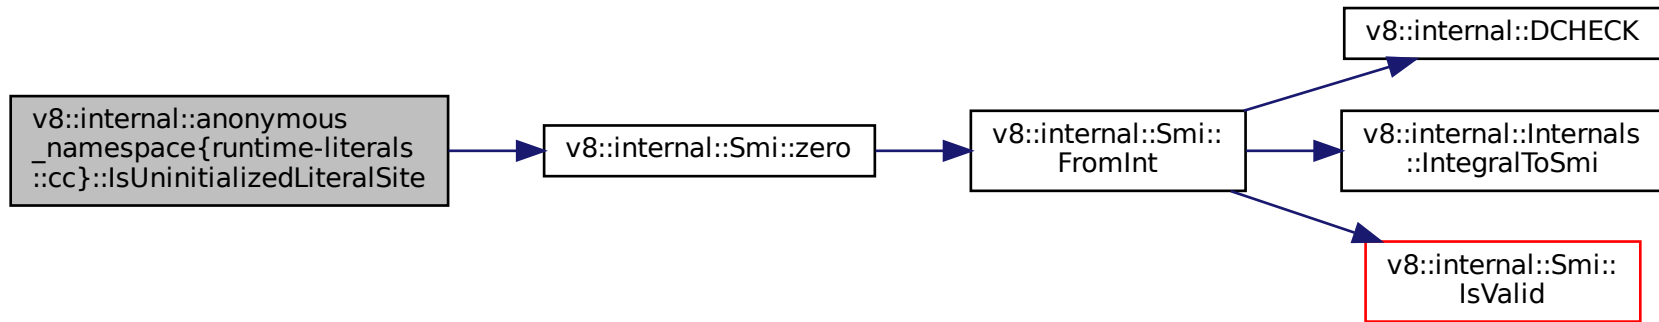 v8::internal::anonymous
_namespace{runtime-literals
::cc}::IsUninitializedLiteralSite
v8::internal::Smi::zero
v8::internal::Smi::
FromInt
v8::internal::DCHECK
v8::internal::Internals
::IntegralToSmi
v8::internal::Smi::
IsValid